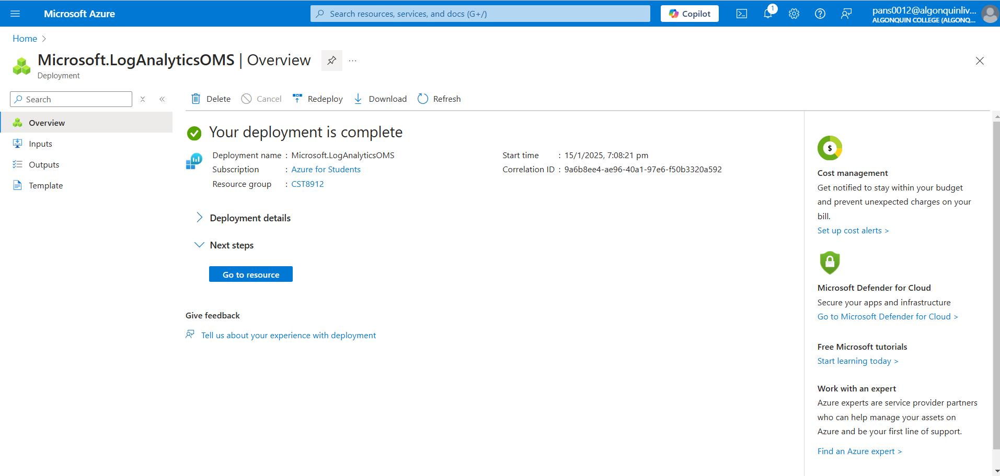 Microsoft Azure
Search resources, services, and docs (G+/)
Copilot
1
pans0012@algonquinliv...
ALGONQUIN COLLEGE (ALGONQ...
Home
Microsoft.LogAnalyticsOMS | Overview
...
Deployment
Search
Delete
Cancel
Redeploy
Download
Refresh
Overview
Inputs
Outputs
Template
Your deployment is complete
Deployment name : Microsoft.LogAnalyticsOMS
Subscription : Azure for Students
Resource group : CST8912
Start time : 15/1/2025, 7:08:21 pm
Correlation ID : 9a6b8ee4-ae96-40a1-97e6-f50b3320a592
Deployment details
Next steps
Go to resource
Give feedback
Tell us about your experience with deployment
$
Cost management
Get notified to stay within your budget
and prevent unexpected charges on your
bill.
Set up cost alerts >
Microsoft Defender for Cloud
Secure your apps and infrastructure
Go to Microsoft Defender for Cloud >
Free Microsoft tutorials
Start learning today >
Work with an expert
Azure experts are service provider partners
who can help manage your assets on
Azure and be your first line of support.
Find an Azure expert >